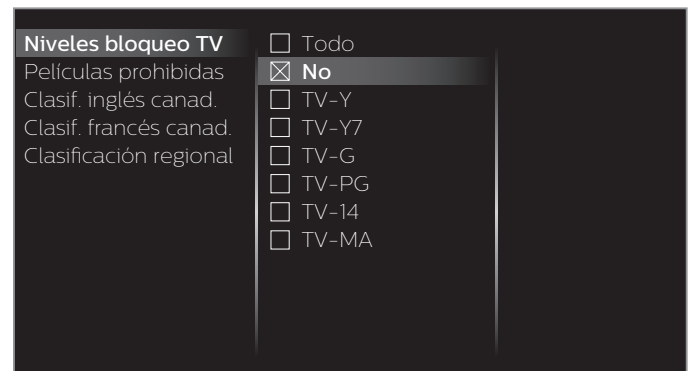 Niveles bloqueo TV
Películas prohibidas
Clasif. inglés canad.
Clasif. francés canad.
Clasificación regional
Todo
No
TV-Y
TV-Y7
TV-G
TV-PG
TV-14
TV-MA